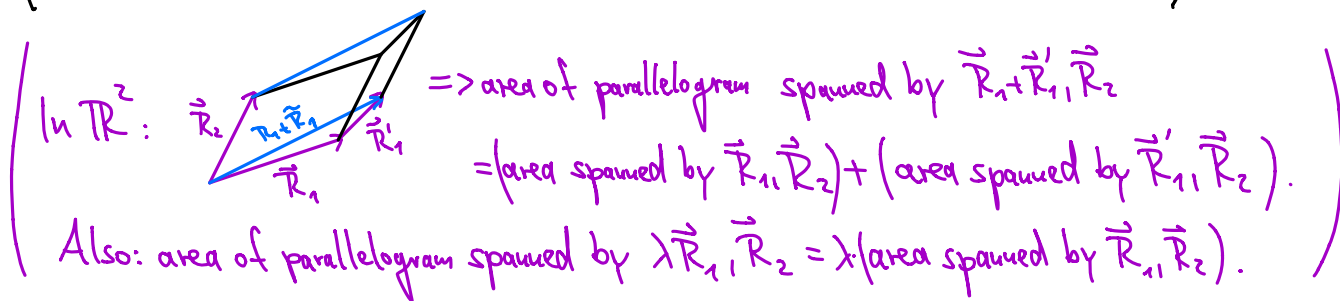 In ℝ²: R⃗₂ R₁+R̃₁ R⃗₁' R⃗₁ => area of parallelogram spanned by R⃗₁+R⃗₁', R⃗₂
=(area spanned by R⃗₁, R⃗₂)+(area spanned by R⃗₁', R⃗₂).
Also: area of parallelogram spanned by λR⃗₁, R⃗₂ = λ·(area spanned by R⃗₁, R⃗₂).